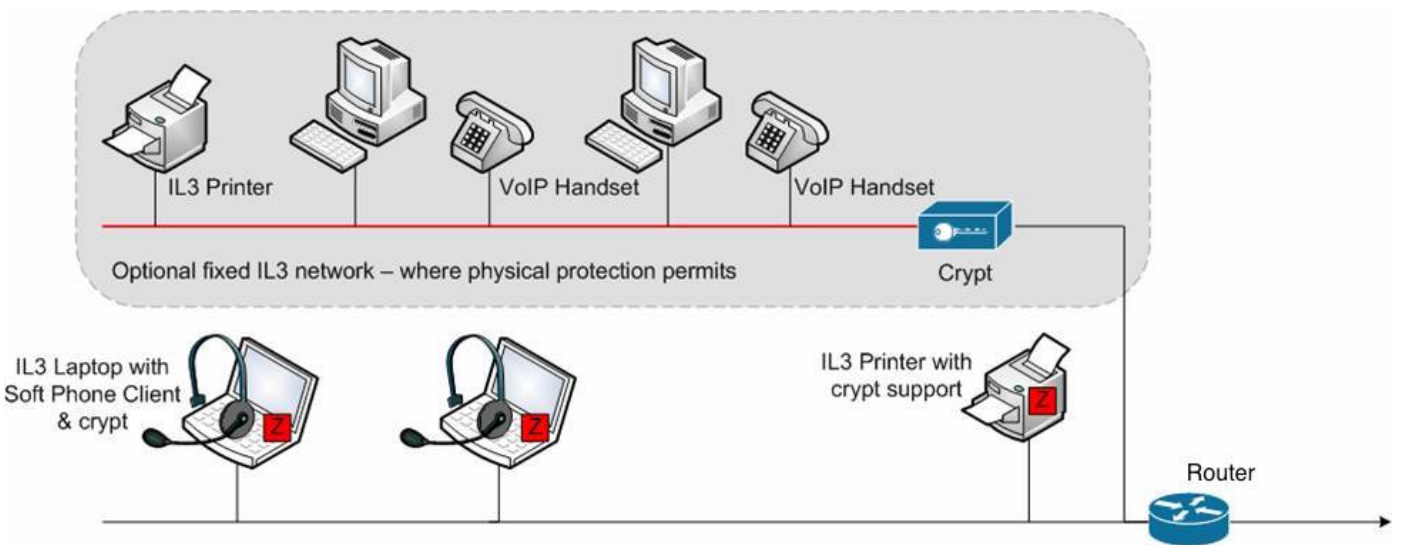 IL3 Printer
VoIP Handset
VoIP Handset
Optional fixed IL3 network – where physical protection permits
Crypt
IL3 Laptop with
Soft Phone Client
& crypt
Z
Z
IL3 Printer with
crypt support
Z
Router